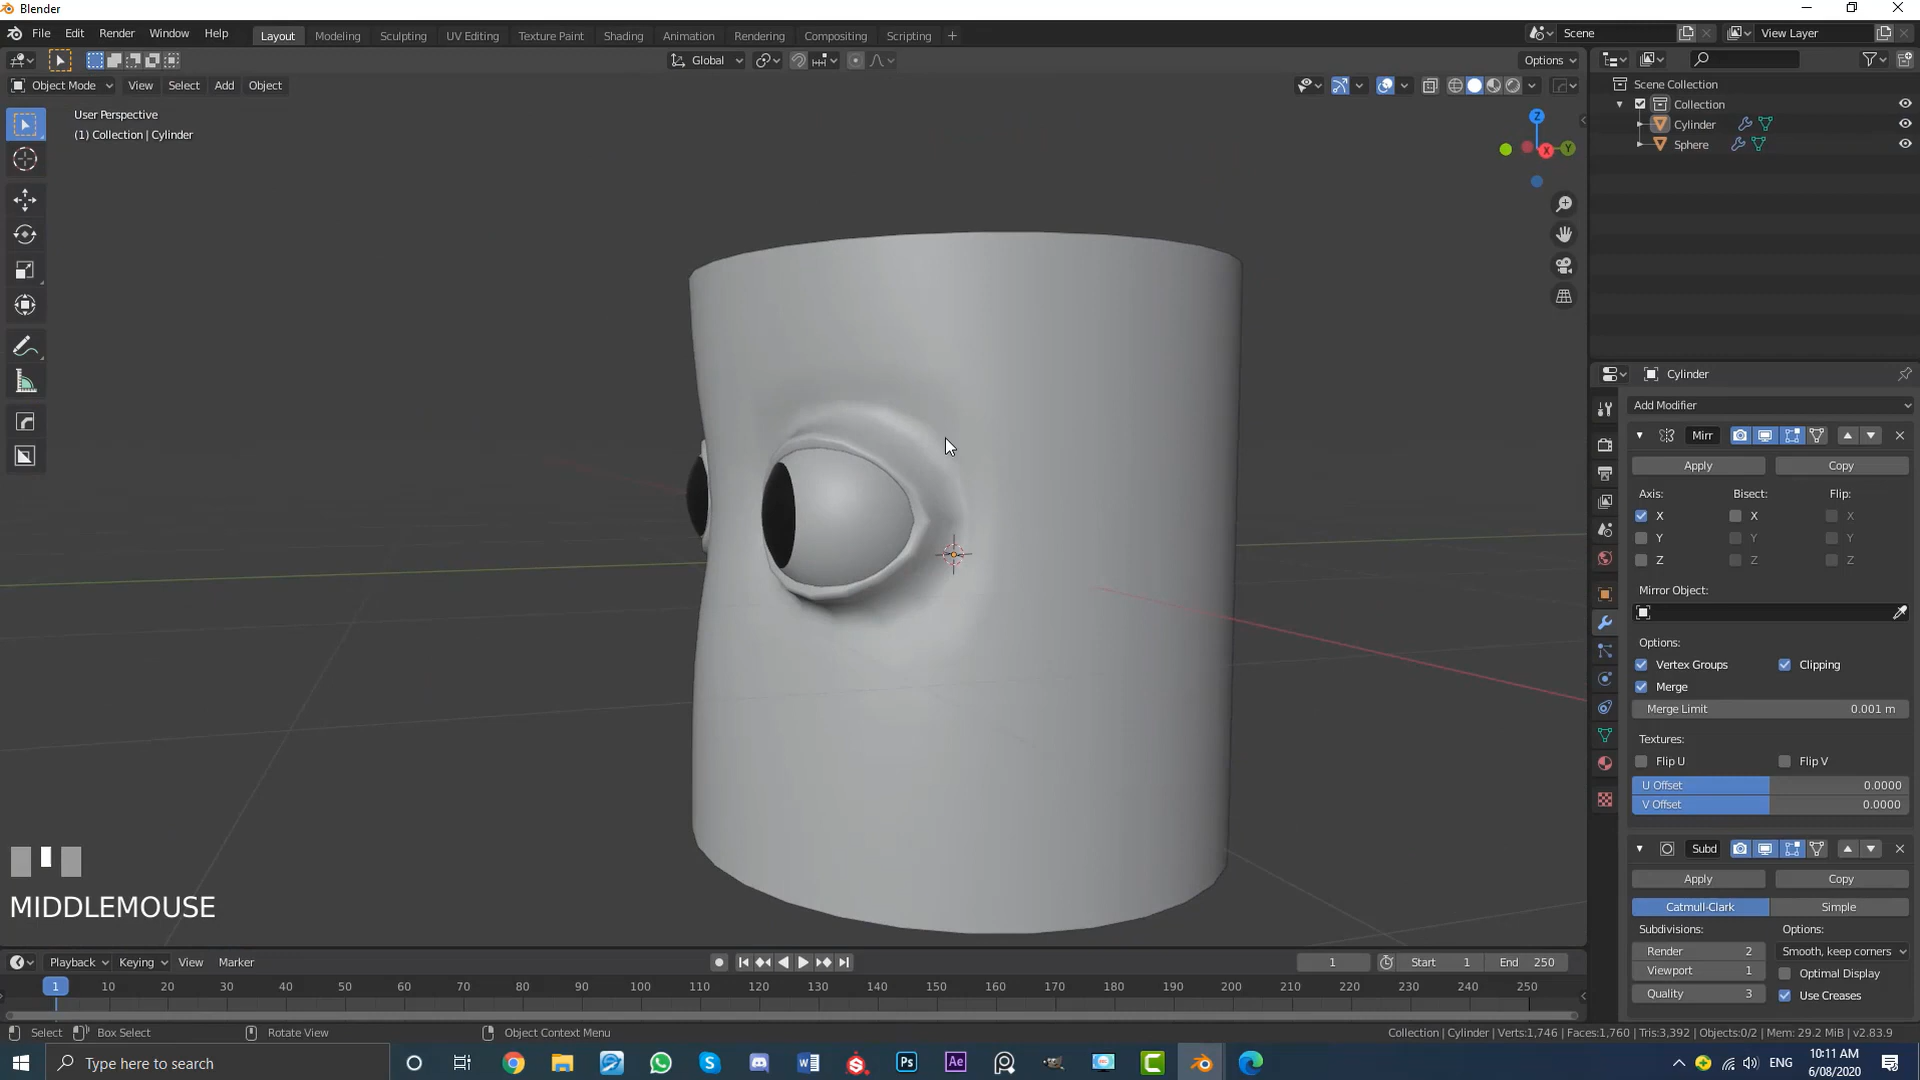 Blender
File Edit Render Window Help
Layout Modeling Sculpting UV Editing Texture Paint Shading Animation Rendering Compositing Scripting +
Scene
View Layer
Global
Options
Object Mode View Select Add Object
User Perspective
(1) Collection | Cylinder
Z
X
Y
Scene Collection
Collection
Cylinder
Sphere
Cylinder
Add Modifier
Mirr
Apply Copy
Axis: Bisect: Flip:
X X X
Y Y Y
Z Z Z
Mirror Object:
Options:
Vertex Groups Clipping
Merge
Merge Limit 0.001 m
Textures:
Flip U Flip V
U Offset 0.0000
V Offset 0.0000
Subd
Apply Copy
Catmull-Clark Simple
Subdivisions: Options:
Render 2 Smooth, keep corners
Viewport 1 Optimal Display
Quality 3 Use Creases
MIDDLEMOUSE
Playback Keying View Marker
1 Start 1 End 250
1 10 20 30 40 50 60 70 80 90 100 110 120 130 140 150 160 170 180 190 200 210 220 230 240 250
Select Box Select Rotate View Object Context Menu
Collection | Cylinder | Verts:1,746 | Faces:1,760 | Tris:3,392 | Objects:0/2 | Mem: 29.2 MiB | v2.83.9
Type here to search
W S Ps Ae
ENG
10:11 AM
6/08/2020